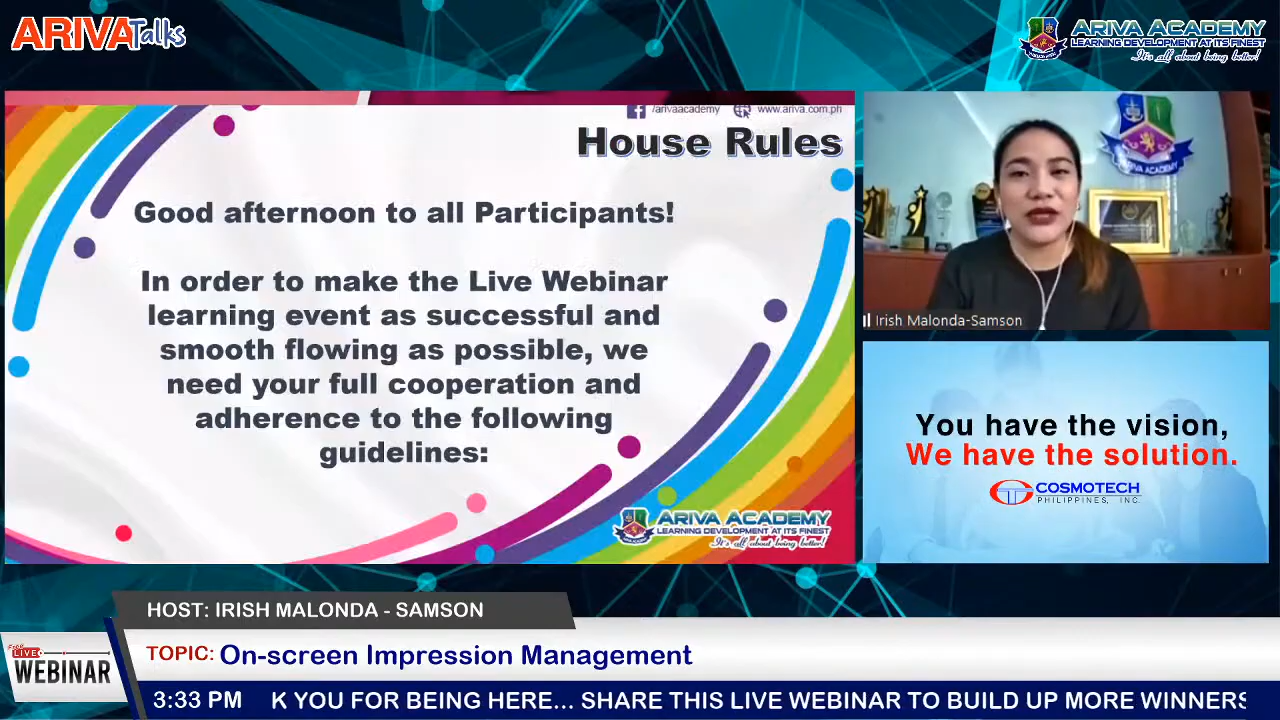 ARIVA Talks
ARIVA ACADEMY
LEARNING DEVELOPMENT AT ITS FINEST
It's all about being better!
/arivaacademy www.ariva.com.ph
House Rules
Good afternoon to all Participants!
In order to make the Live Webinar
learning event as successful and
smooth flowing as possible, we
need your full cooperation and
adherence to the following
guidelines:
ARIVA ACADEMY
LEARNING DEVELOPMENT AT ITS FINEST
It's all about being better!
ARIVA ACADEMY
Irish Malonda-Samson
You have the vision,
We have the solution.
COSMOTECH
PHILIPPINES, INC.
HOST: IRISH MALONDA - SAMSON
Free LIVE
WEBINAR
TOPIC: On-screen Impression Management
3:33 PM K YOU FOR BEING HERE... SHARE THIS LIVE WEBINAR TO BUILD UP MORE WINNERS